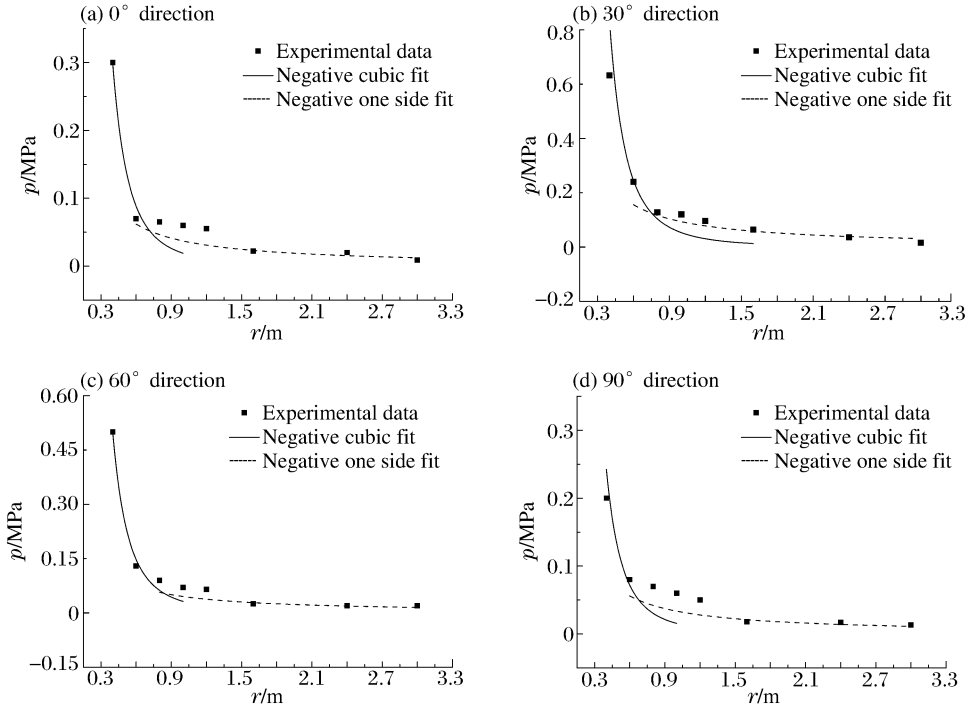 (a) 0° direction
Experimental data
Negative cubic fit
Negative one side fit
p/MPa
0.3
0.2
0.1
0
0.3 0.9 1.5 2.1 2.7 3.3
r/m
(b) 30° direction
Experimental data
Negative cubic fit
Negative one side fit
p/MPa
0.8
0.6
0.4
0.2
0
−0.2
0.3 0.9 1.5 2.1 2.7 3.3
r/m
(c) 60° direction
Experimental data
Negative cubic fit
Negative one side fit
p/MPa
0.60
0.45
0.30
0.15
0
−0.15
0.3 0.9 1.5 2.1 2.7 3.3
r/m
(d) 90° direction
Experimental data
Negative cubic fit
Negative one side fit
p/MPa
0.3
0.2
0.1
0
0.3 0.9 1.5 2.1 2.7 3.3
r/m